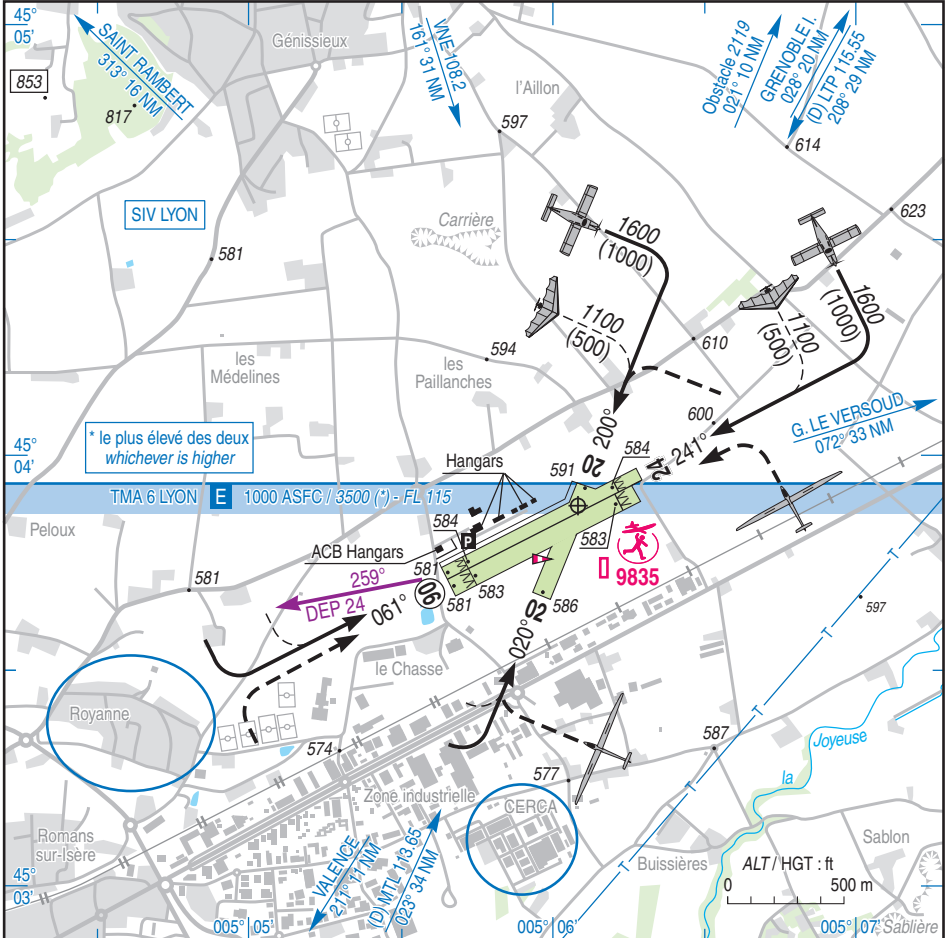 45°
05'
SAINT RAMBERT
313° 16 NM
853
817
Génissieux
VNE 108.2
161° 31 NM
l'Aillon
597
Obstacle 2119
021° 10 NM
GRENOBLE I.
028° 20 NM
(D) LTP 115.55
208° 29 NM
614
623
SIV LYON
581
Carrière
1600
(1000)
1100
(500)
1600
(1000)
1100
(500)
610
594
les
Médelines
les
Paillanches
600
G. LE VERSOUD
072° 33 NM
* le plus élevé des deux
whichever is higher
45°
04'
200°
20
241°
24
584
591
Hangars
TMA 6 LYON E 1000 ASFC / 3500 (*) - FL 115
Peloux
584
P
ACB Hangars
581
583
9835
581
259°
DEP 24
061°
06
581
583
586
02
020°
597
le Chasse
Royanne
574
587
577
Joyeuse
la
Zone industrielle
CERCA
Romans
sur-Isère
VALENCE
211° 11 NM
(D) MTL 113.65
023° 34 NM
Buissières
Sablon
ALT / HGT : ft
0 500 m
45°
03'
005° 05'
005° 06'
005° 07'
Sablière
T
T
T